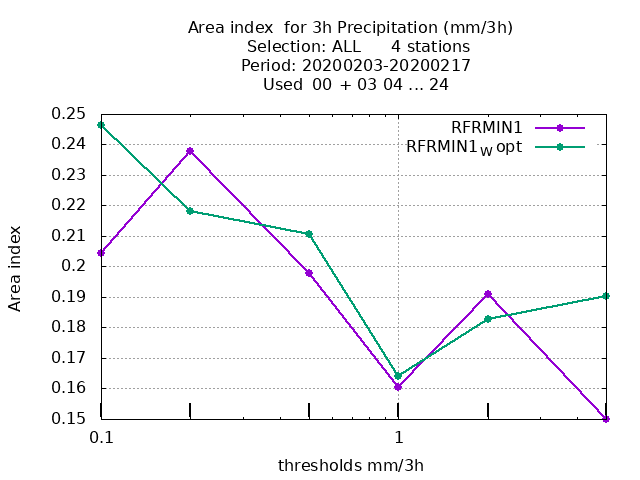 Area index  for 3h Precipitation (mm/3h)
Selection: ALL      4 stations
Period: 20200203-20200217
Used  00 + 03 04 ... 24
RFRMIN1
RFRMIN1W opt
0.25
0.24
0.23
0.22
0.21
0.2
0.19
0.18
0.17
0.16
0.15
Area index
0.1
1
thresholds mm/3h